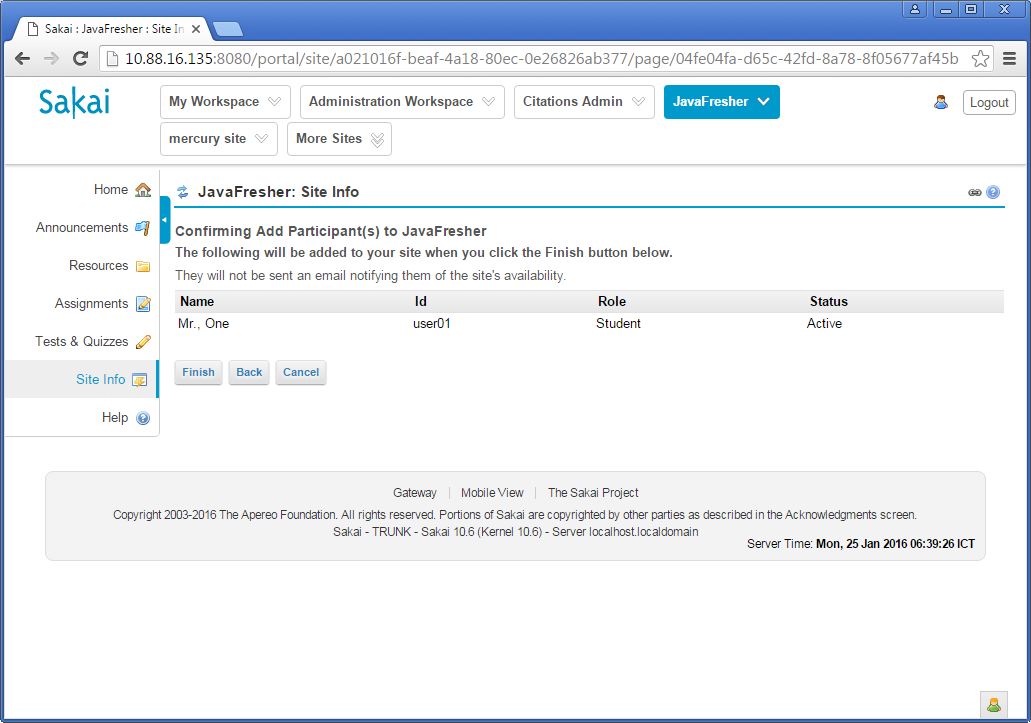 Sakai : JavaFresher : Site In
10.88.16.135:8080/portal/site/a021016f-beaf-4a18-80ec-0e26826ab377/page/04fe04fa-d65c-42fd-8a78-8f05677af45b
Sakai
My Workspace
Administration Workspace
Citations Admin
JavaFresher
Logout
mercury site
More Sites
Home
Announcements
Resources
Assignments
Tests & Quizzes
Site Info
Help
JavaFresher: Site Info
Confirming Add Participant(s) to JavaFresher
The following will be added to your site when you click the Finish button below.
They will not be sent an email notifying them of the site's availability.
Name Id Role Status
Mr., One user01 Student Active
Finish Back Cancel
Gateway | Mobile View | The Sakai Project
Copyright 2003-2016 The Apereo Foundation. All rights reserved. Portions of Sakai are copyrighted by other parties as described in the Acknowledgments screen.
Sakai - TRUNK - Sakai 10.6 (Kernel 10.6) - Server localhost.localdomain
Server Time: Mon, 25 Jan 2016 06:39:26 ICT